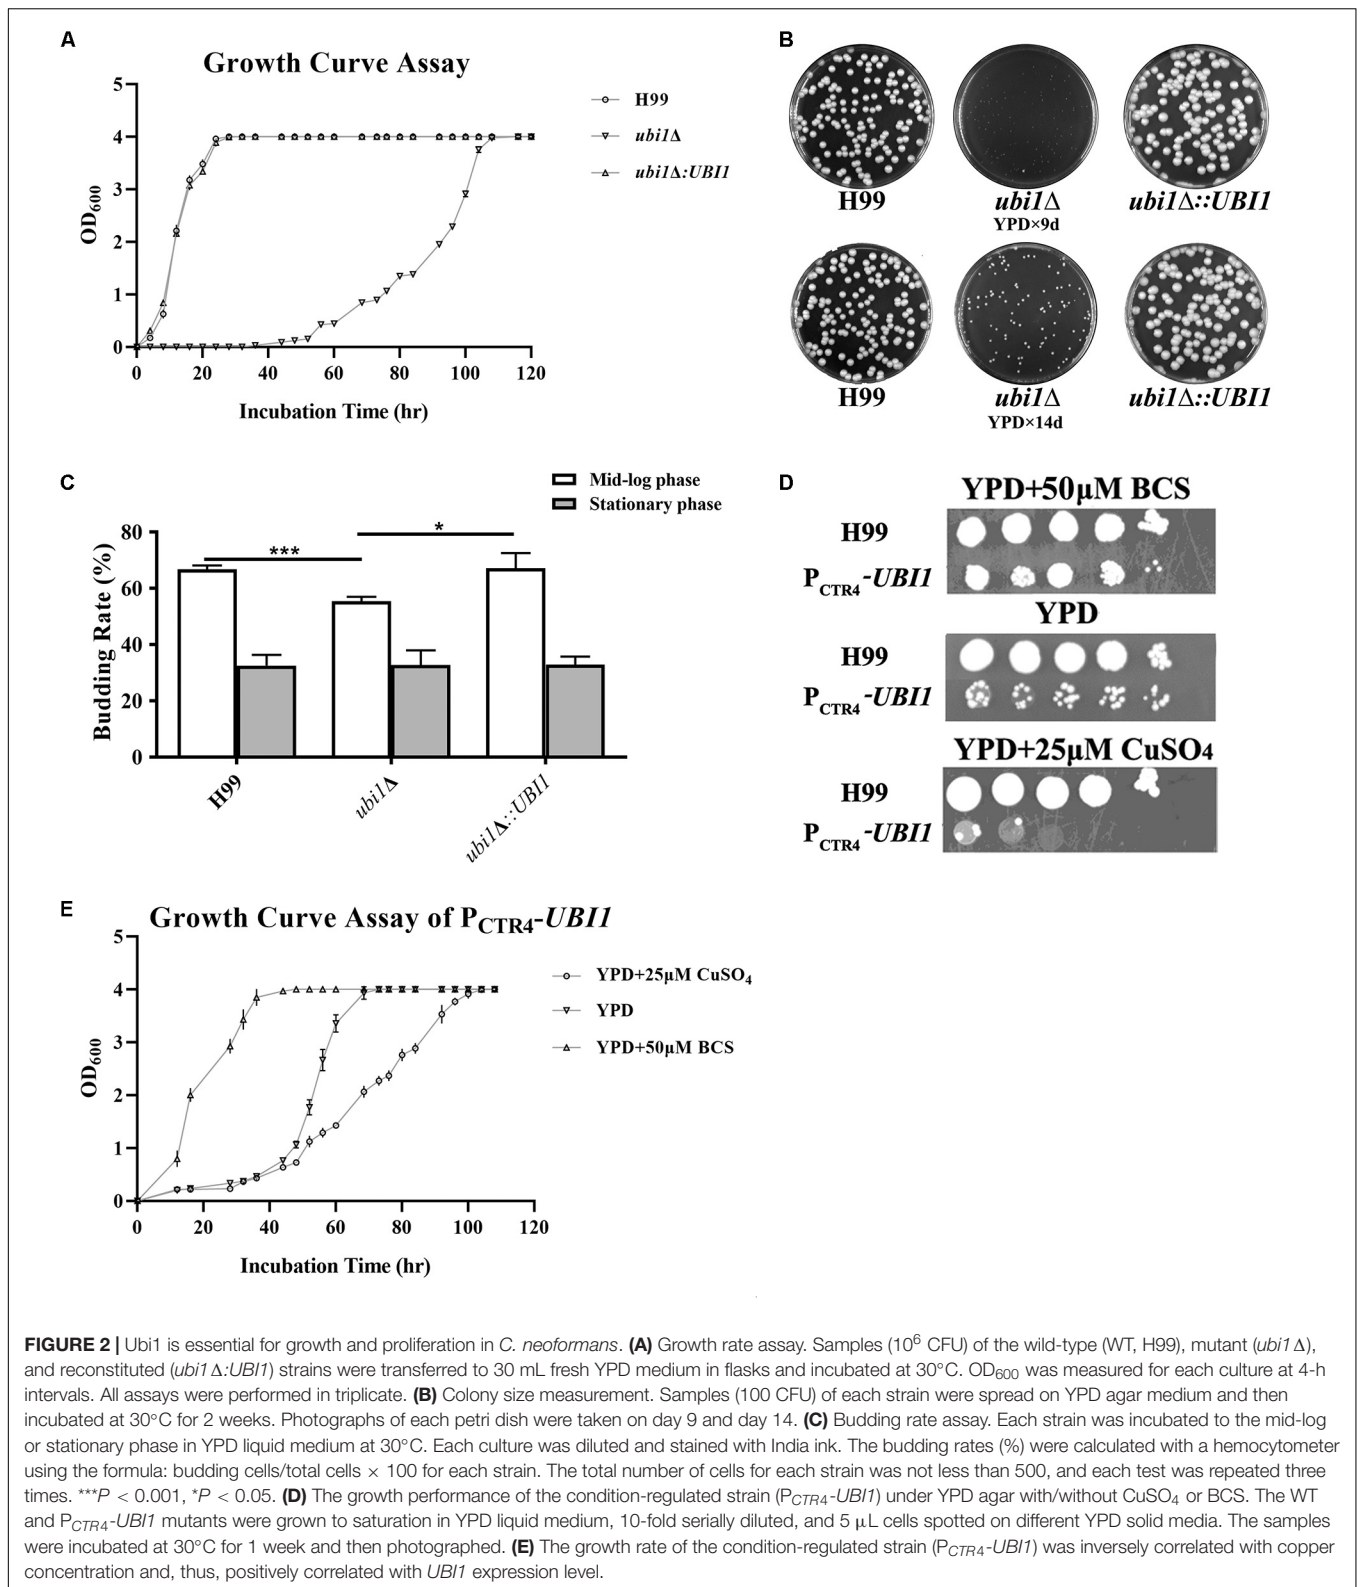 A
Growth Curve Assay
5
4
3
2
1
0
OD600
0 20 40 60 80 100 120
Incubation Time (hr)
H99
ubi1Δ
ubi1Δ:UBI1
B
H99 ubi1Δ ubi1Δ::UBI1
YPD×9d
H99 ubi1Δ ubi1Δ::UBI1
YPD×14d
C
Mid-log phase
Stationary phase
80
60
40
20
0
Budding Rate (%)
***
*
H99 ubi1Δ ubi1Δ::UBI1
D
YPD+50μM BCS
H99
PCTR4-UBI1
YPD
H99
PCTR4-UBI1
YPD+25μM CuSO4
H99
PCTR4-UBI1
E
Growth Curve Assay of PCTR4-UBI1
5
4
3
2
1
0
OD600
0 20 40 60 80 100 120
Incubation Time (hr)
YPD+25μM CuSO4
YPD
YPD+50μM BCS
FIGURE 2 | Ubi1 is essential for growth and proliferation in C. neoformans. (A) Growth rate assay. Samples (10⁶ CFU) of the wild-type (WT, H99), mutant (ubi1Δ),
and reconstituted (ubi1Δ:UBI1) strains were transferred to 30 mL fresh YPD medium in flasks and incubated at 30°C. OD600 was measured for each culture at 4-h
intervals. All assays were performed in triplicate. (B) Colony size measurement. Samples (100 CFU) of each strain were spread on YPD agar medium and then
incubated at 30°C for 2 weeks. Photographs of each petri dish were taken on day 9 and day 14. (C) Budding rate assay. Each strain was incubated to the mid-log
or stationary phase in YPD liquid medium at 30°C. Each culture was diluted and stained with India ink. The budding rates (%) were calculated with a hemocytometer
using the formula: budding cells/total cells × 100 for each strain. The total number of cells for each strain was not less than 500, and each test was repeated three
times. ***P < 0.001, *P < 0.05. (D) The growth performance of the condition-regulated strain (PCTR4-UBI1) under YPD agar with/without CuSO4 or BCS. The WT
and PCTR4-UBI1 mutants were grown to saturation in YPD liquid medium, 10-fold serially diluted, and 5 μL cells spotted on different YPD solid media. The samples
were incubated at 30°C for 1 week and then photographed. (E) The growth rate of the condition-regulated strain (PCTR4-UBI1) was inversely correlated with copper
concentration and, thus, positively correlated with UBI1 expression level.